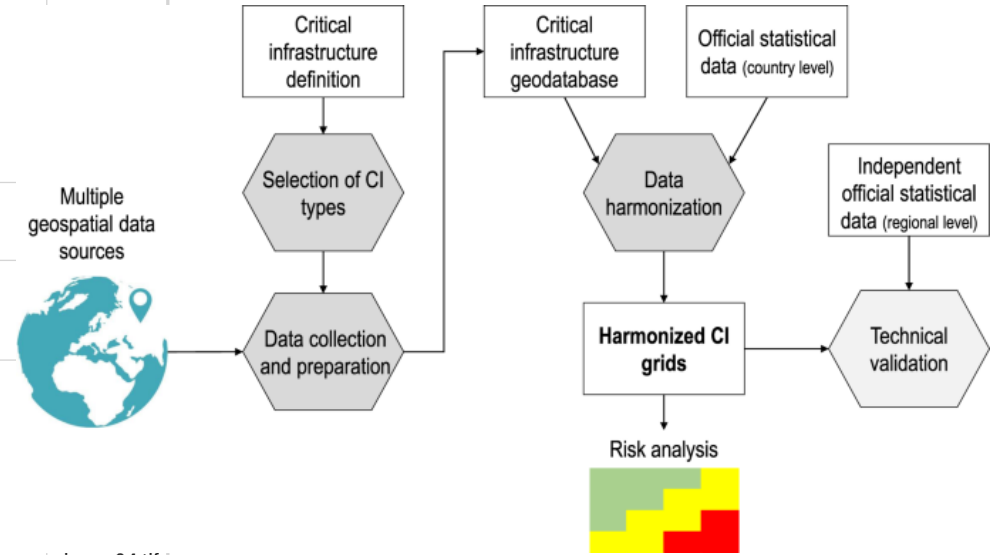 Critical
infrastructure
definition
Critical
infrastructure
geodatabase
Official statistical
data (country level)
Selection of CI
types
Data
harmonization
Independent
official statistical
data (regional level)
Multiple
geospatial data
sources
Data collection
and preparation
Harmonized CI
grids
Technical
validation
Risk analysis